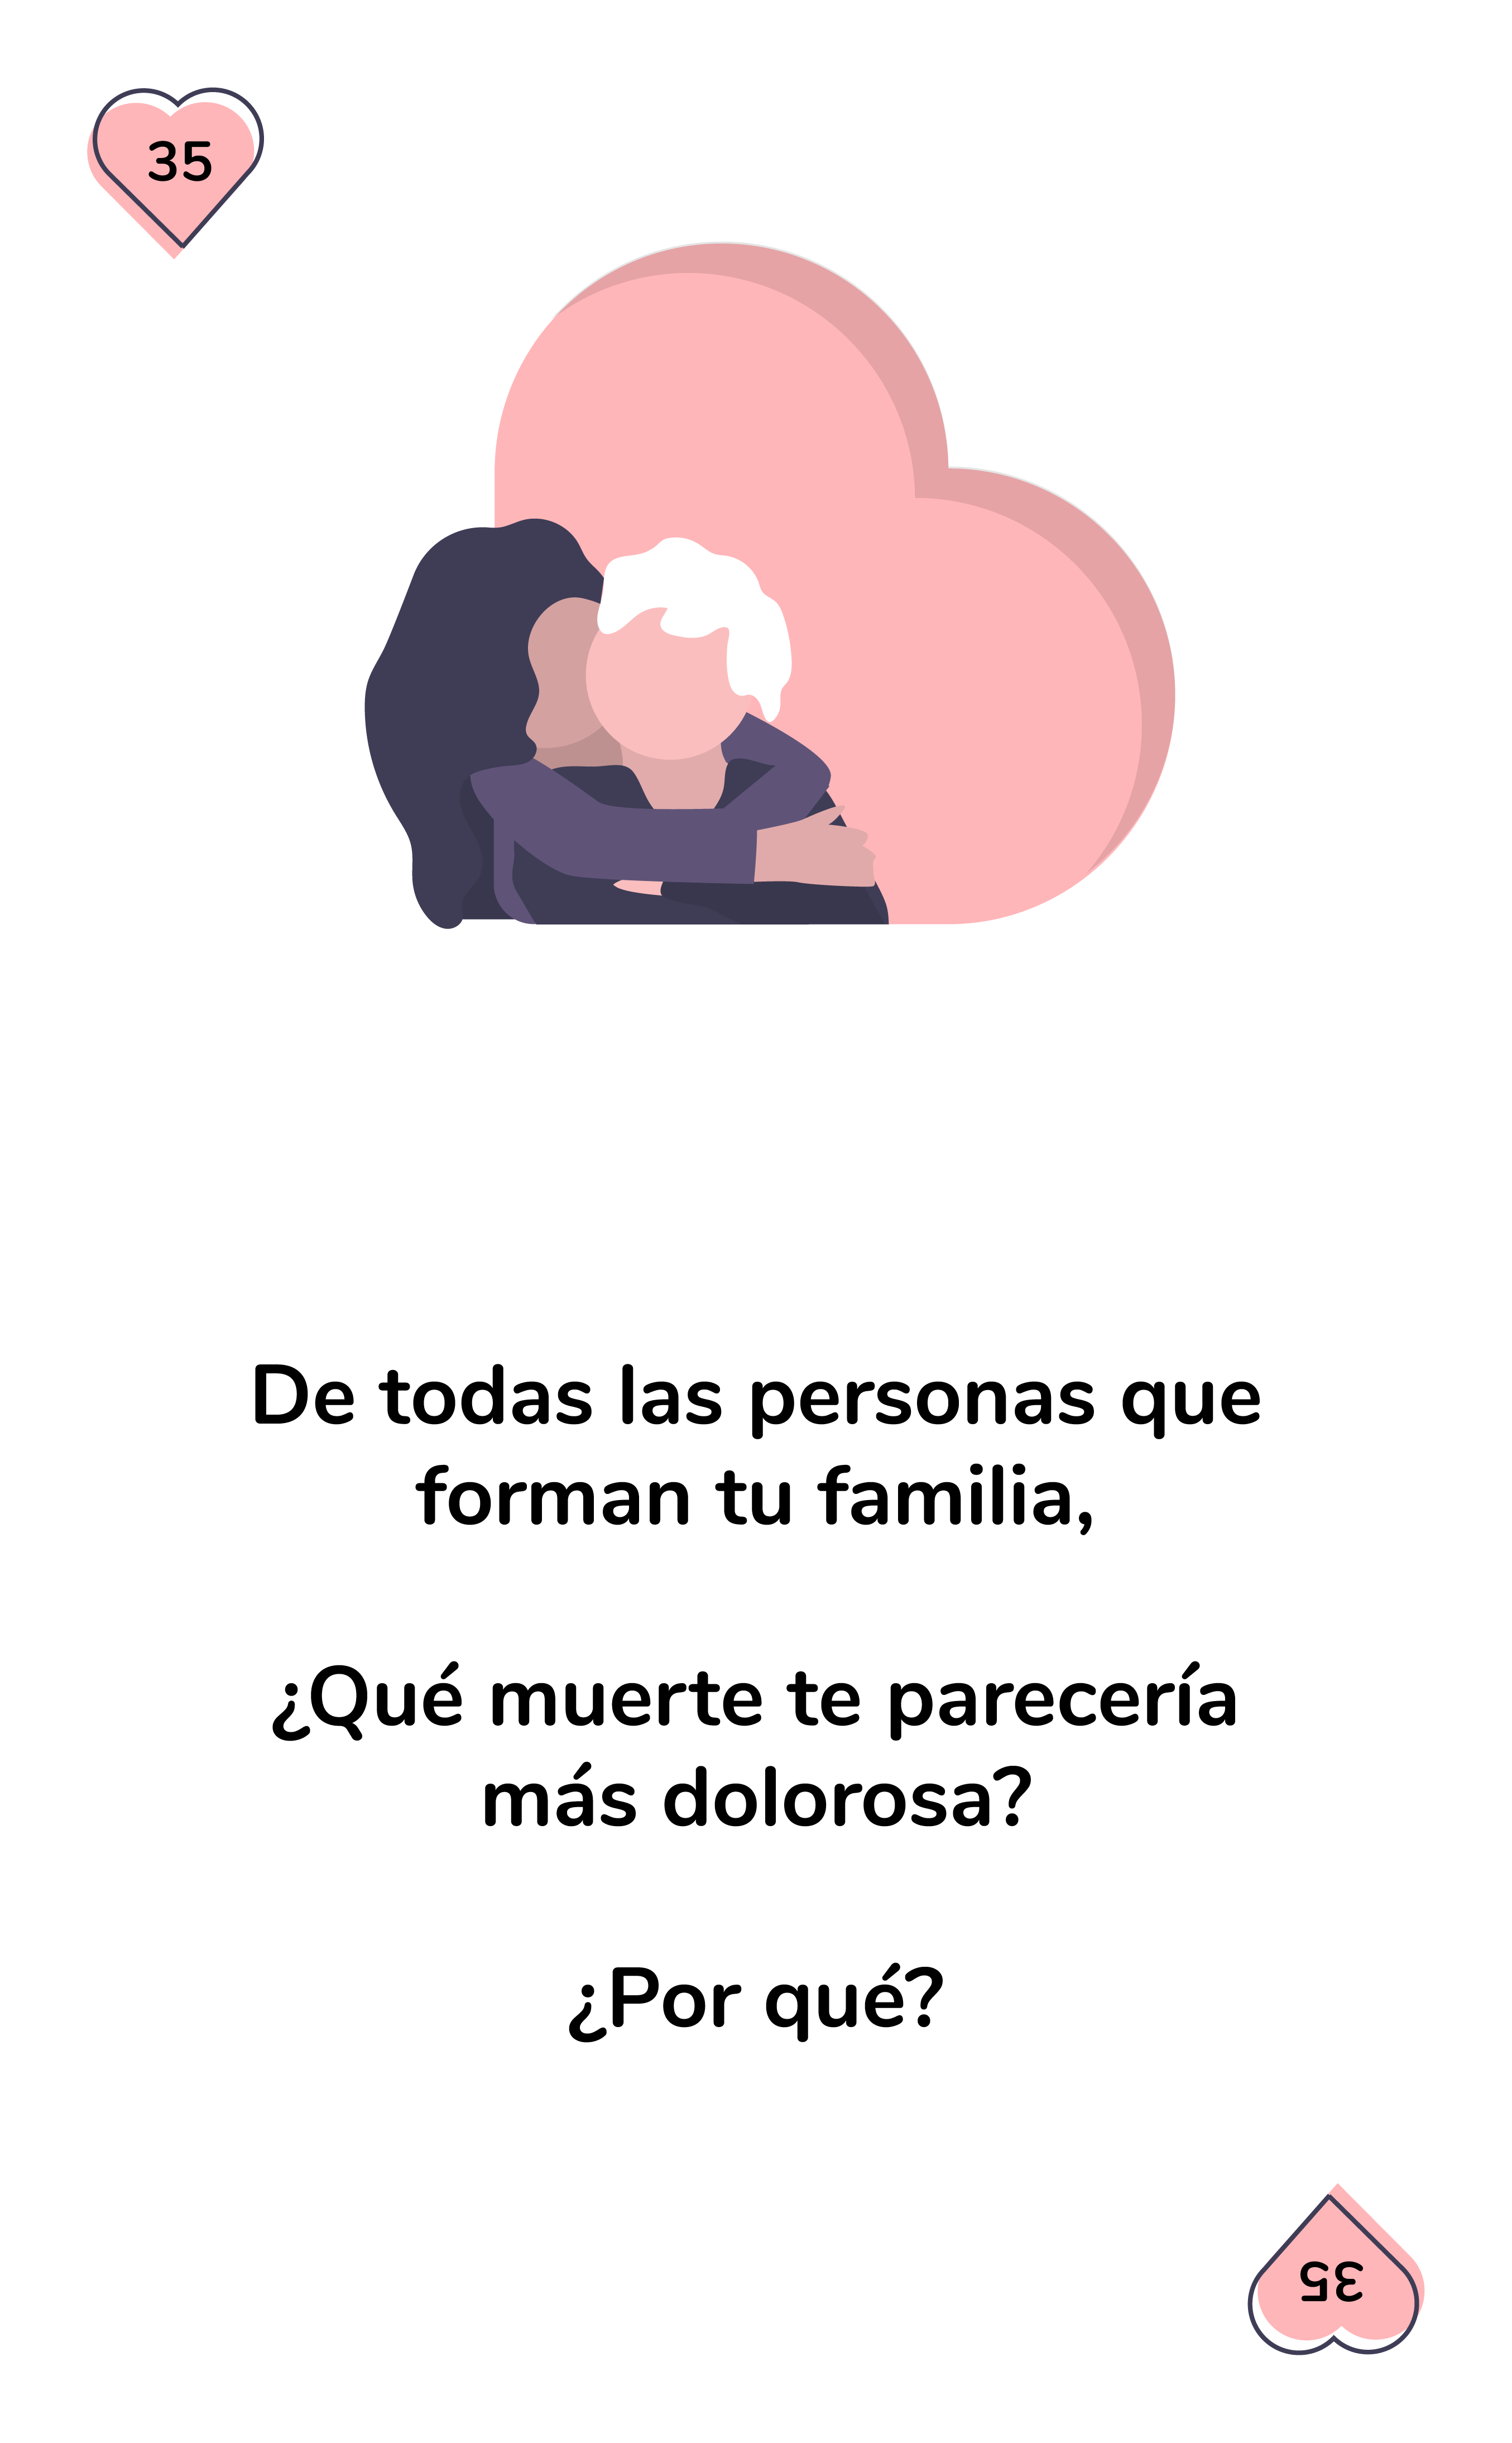 35
De todas las personas que
forman tu familia,
¿Qué muerte te parecería
más dolorosa?
¿Por qué?
35